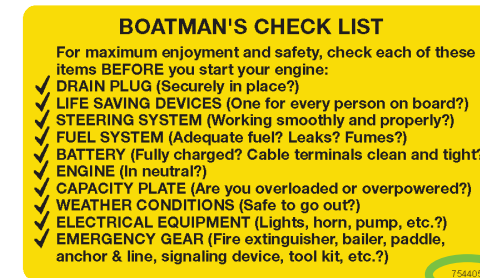 BOATMAN'S CHECK LIST
For maximum enjoyment and safety, check each of these
items BEFORE you start your engine:
DRAIN PLUG (Securely in place?)
LIFE SAVING DEVICES (One for every person on board?)
STEERING SYSTEM (Working smoothly and properly?)
FUEL SYSTEM (Adequate fuel? Leaks? Fumes?)
BATTERY (Fully charged? Cable terminals clean and tight?
ENGINE (In neutral?)
CAPACITY PLATE (Are you overloaded or overpowered?)
WEATHER CONDITIONS (Safe to go out?)
ELECTRICAL EQUIPMENT (Lights, horn, pump, etc.?)
EMERGENCY GEAR (Fire extinguisher, bailer, paddle,
anchor & line, signaling device, tool kit, etc.?)